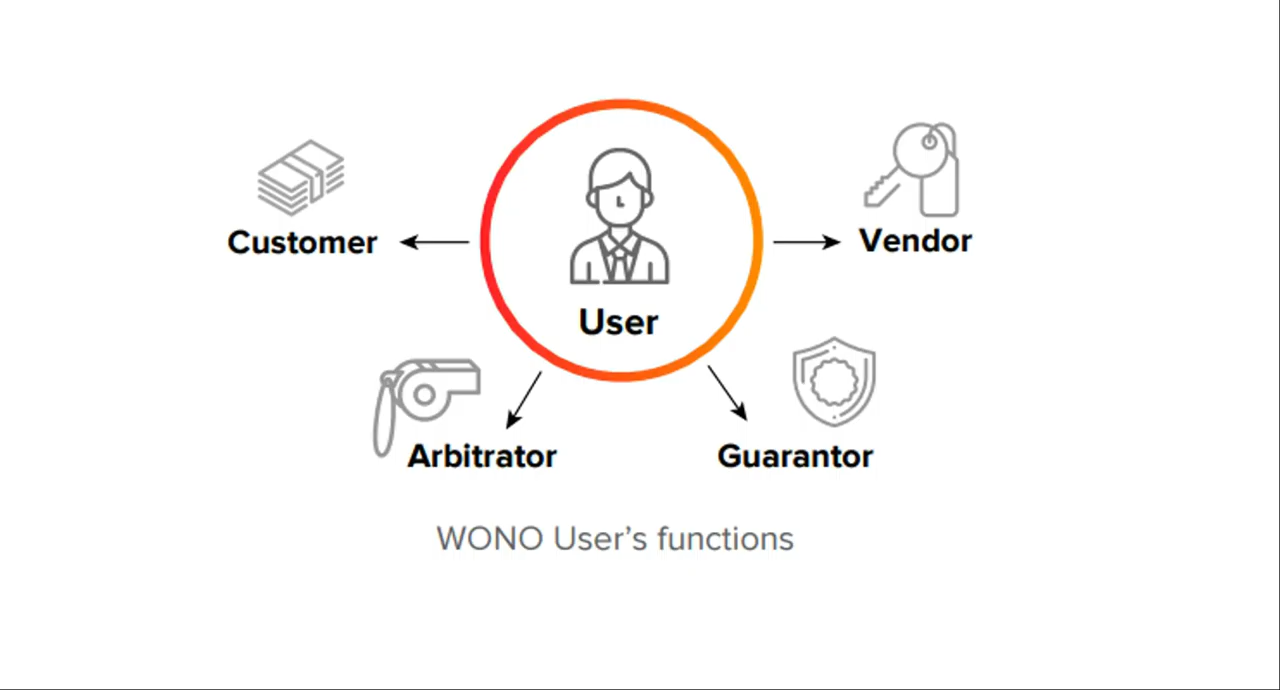 Customer
Vendor
User
Arbitrator
Guarantor
WONO User’s functions